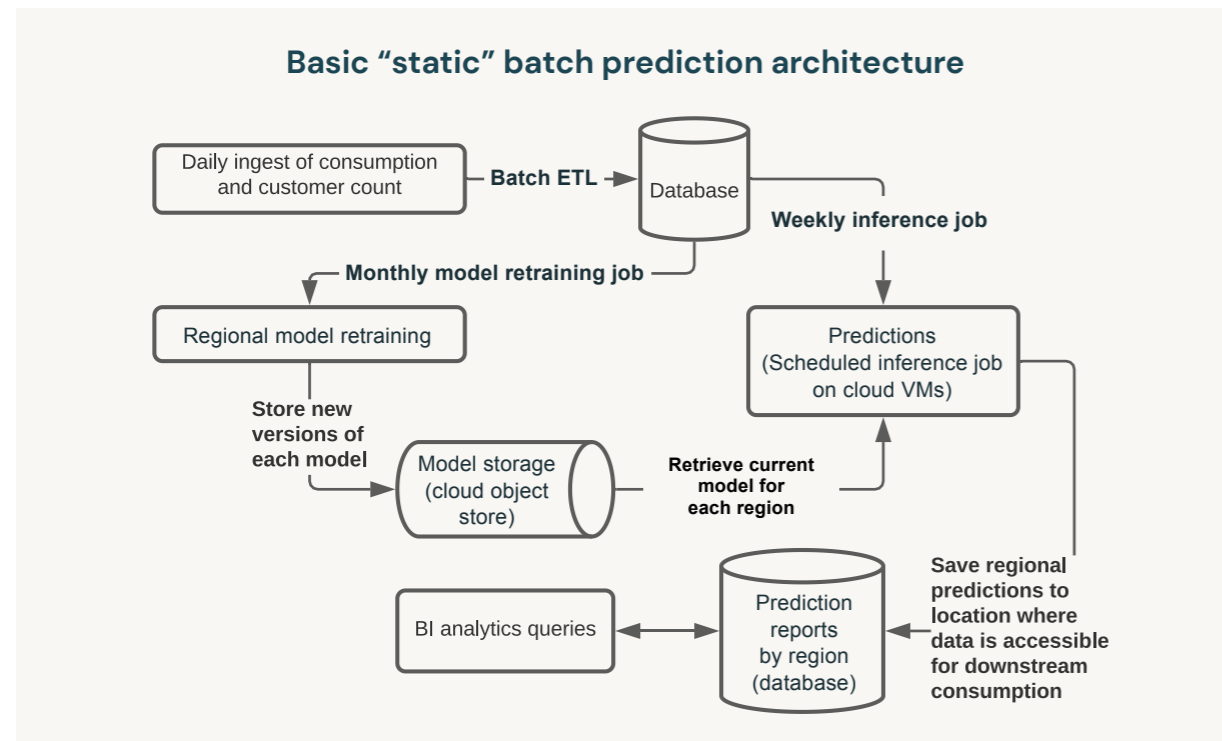 Basic “static” batch prediction architecture
Daily ingest of consumption
and customer count
Batch ETL
Database
Weekly inference job
Monthly model retraining job
Regional model retraining
Predictions
(Scheduled inference job
on cloud VMs)
Store new
versions of
each model
Model storage
(cloud object
store)
Retrieve current
model for
each region
Save regional
predictions to
location where
data is accessible
for downstream
consumption
Prediction
reports
by region
(database)
BI analytics queries